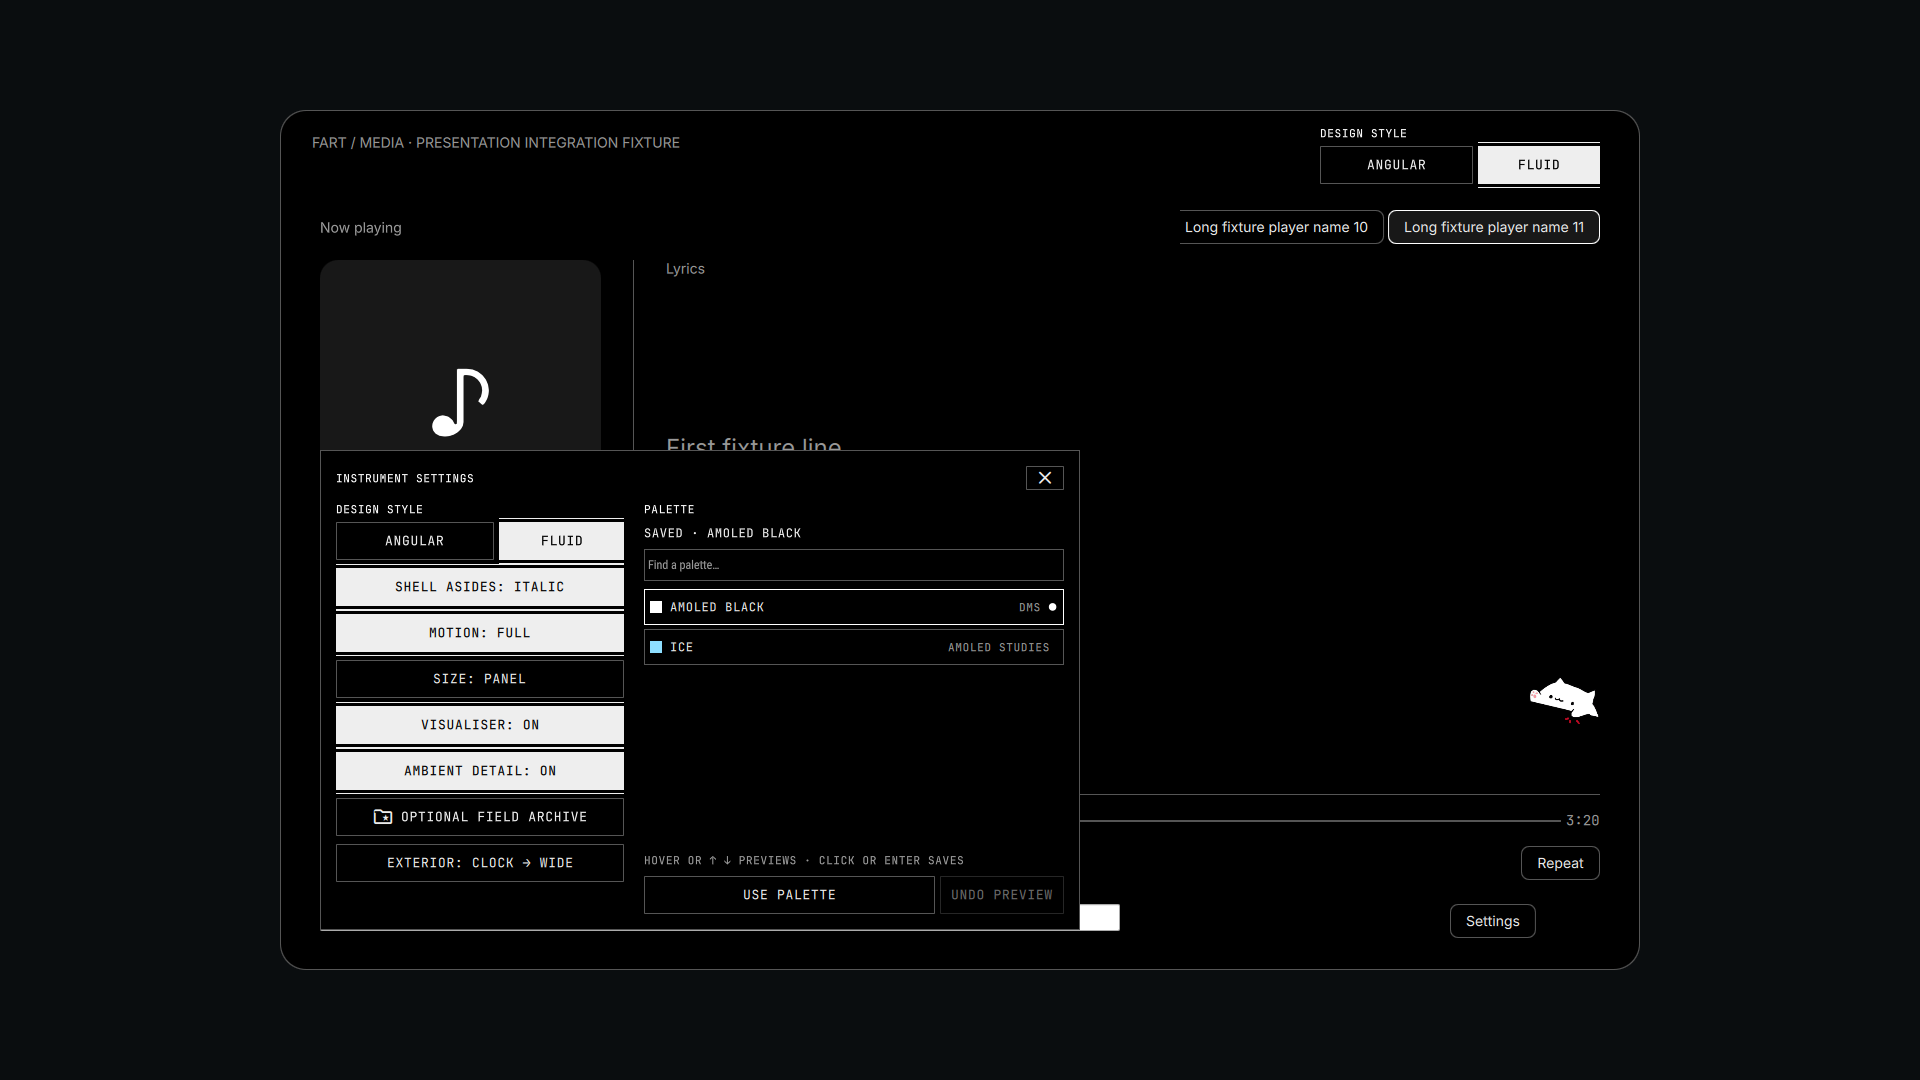 FART / MEDIA · PRESENTATION INTEGRATION FIXTURE
DESIGN STYLE
ANGULAR
FLUID
Now playing
Long fixture player name 10
Long fixture player name 11
Lyrics
First fixture line
INSTRUMENT SETTINGS
DESIGN STYLE
ANGULAR
FLUID
SHELL ASIDES: ITALIC
MOTION: FULL
SIZE: PANEL
VISUALISER: ON
AMBIENT DETAIL: ON
OPTIONAL FIELD ARCHIVE
EXTERIOR: CLOCK → WIDE
PALETTE
SAVED · AMOLED BLACK
Find a palette…
AMOLED BLACK
DMS
ICE
AMOLED STUDIES
HOVER OR ↑ ↓ PREVIEWS · CLICK OR ENTER SAVES
USE PALETTE
UNDO PREVIEW
3:20
Repeat
Settings